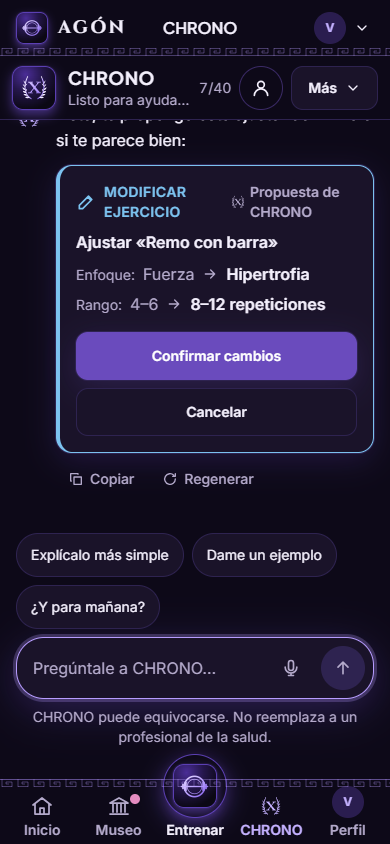 AGÓN
CHRONO
V
CHRONO
Listo para ayuda...
7/40
Más
si te parece bien:
MODIFICAR
EJERCICIO
Propuesta de
CHRONO
Ajustar «Remo con barra»
Enfoque: Fuerza → Hipertrofia
Rango: 4–6 → 8–12 repeticiones
Confirmar cambios
Cancelar
Copiar
Regenerar
Explícalo más simple
Dame un ejemplo
¿Y para mañana?
Pregúntale a CHRONO...
CHRONO puede equivocarse. No reemplaza a un
profesional de la salud.
V
Inicio
Museo
Entrenar
CHRONO
Perfil